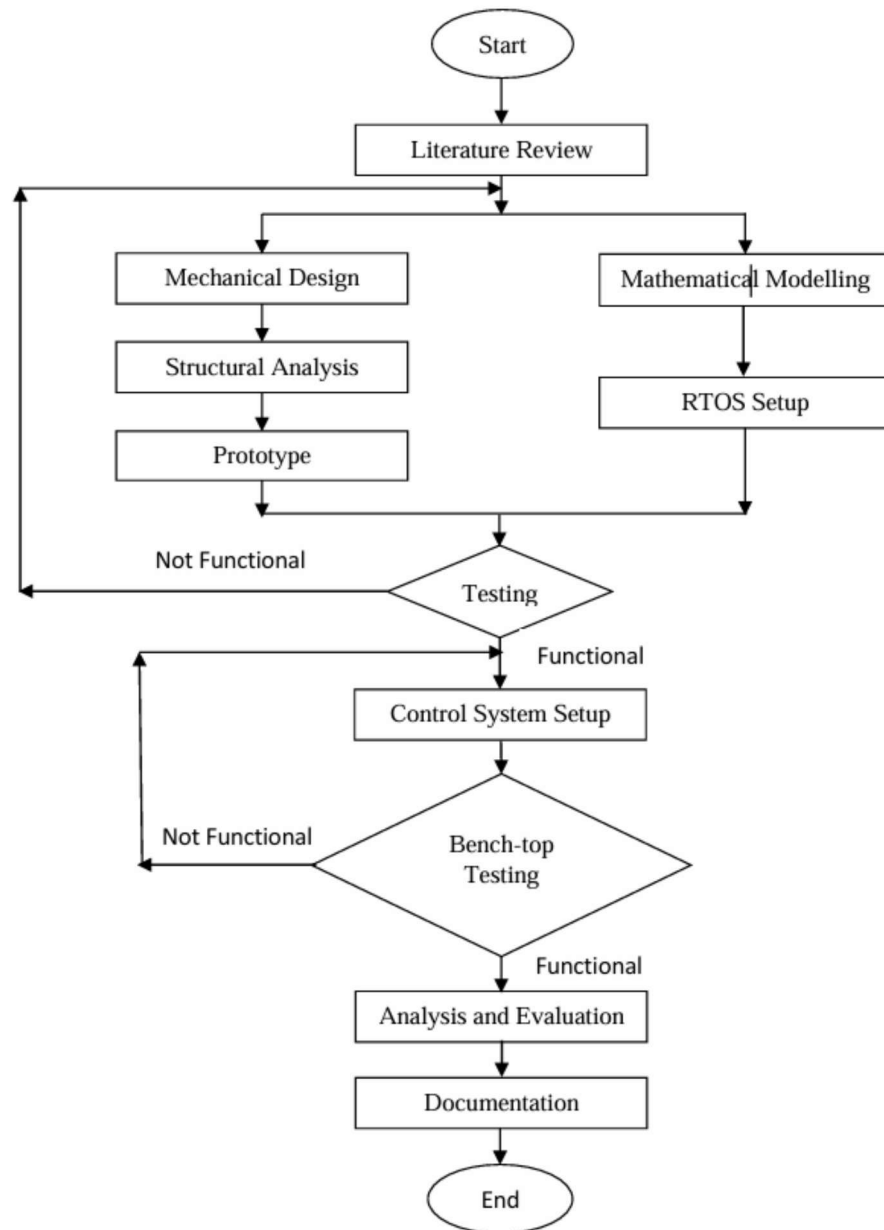 Start
Literature Review
Mechanical Design
Mathematical Modelling
Structural Analysis
RTOS Setup
Prototype
Not Functional
Testing
Functional
Control System Setup
Not Functional
Bench-top
Testing
Functional
Analysis and Evaluation
Documentation
End